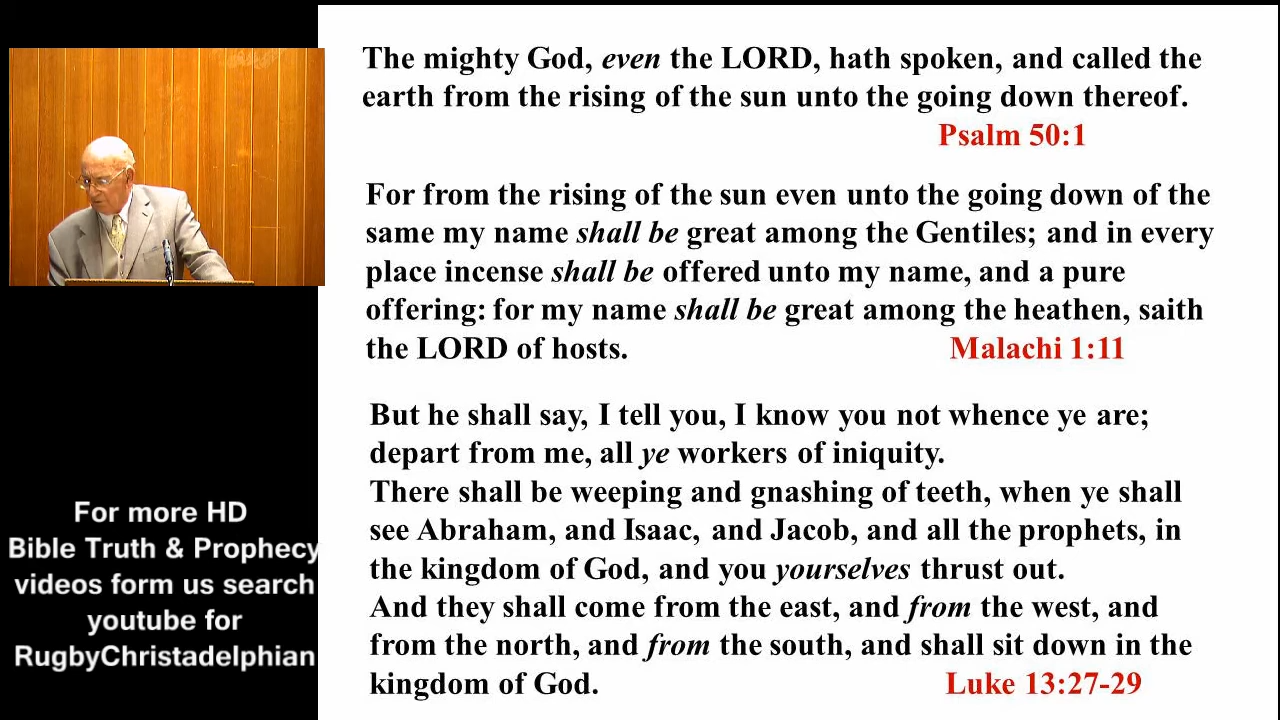 The mighty God, even the LORD, hath spoken, and called the
earth from the rising of the sun unto the going down thereof.
Psalm 50:1
For from the rising of the sun even unto the going down of the
same my name shall be great among the Gentiles; and in every
place incense shall be offered unto my name, and a pure
offering: for my name shall be great among the heathen, saith
the LORD of hosts. Malachi 1:11
But he shall say, I tell you, I know you not whence ye are;
depart from me, all ye workers of iniquity.
There shall be weeping and gnashing of teeth, when ye shall
see Abraham, and Isaac, and Jacob, and all the prophets, in
the kingdom of God, and you yourselves thrust out.
And they shall come from the east, and from the west, and
from the north, and from the south, and shall sit down in the
kingdom of God. Luke 13:27-29
For more HD
Bible Truth & Prophecy
videos form us search
youtube for
RugbyChristadelphian